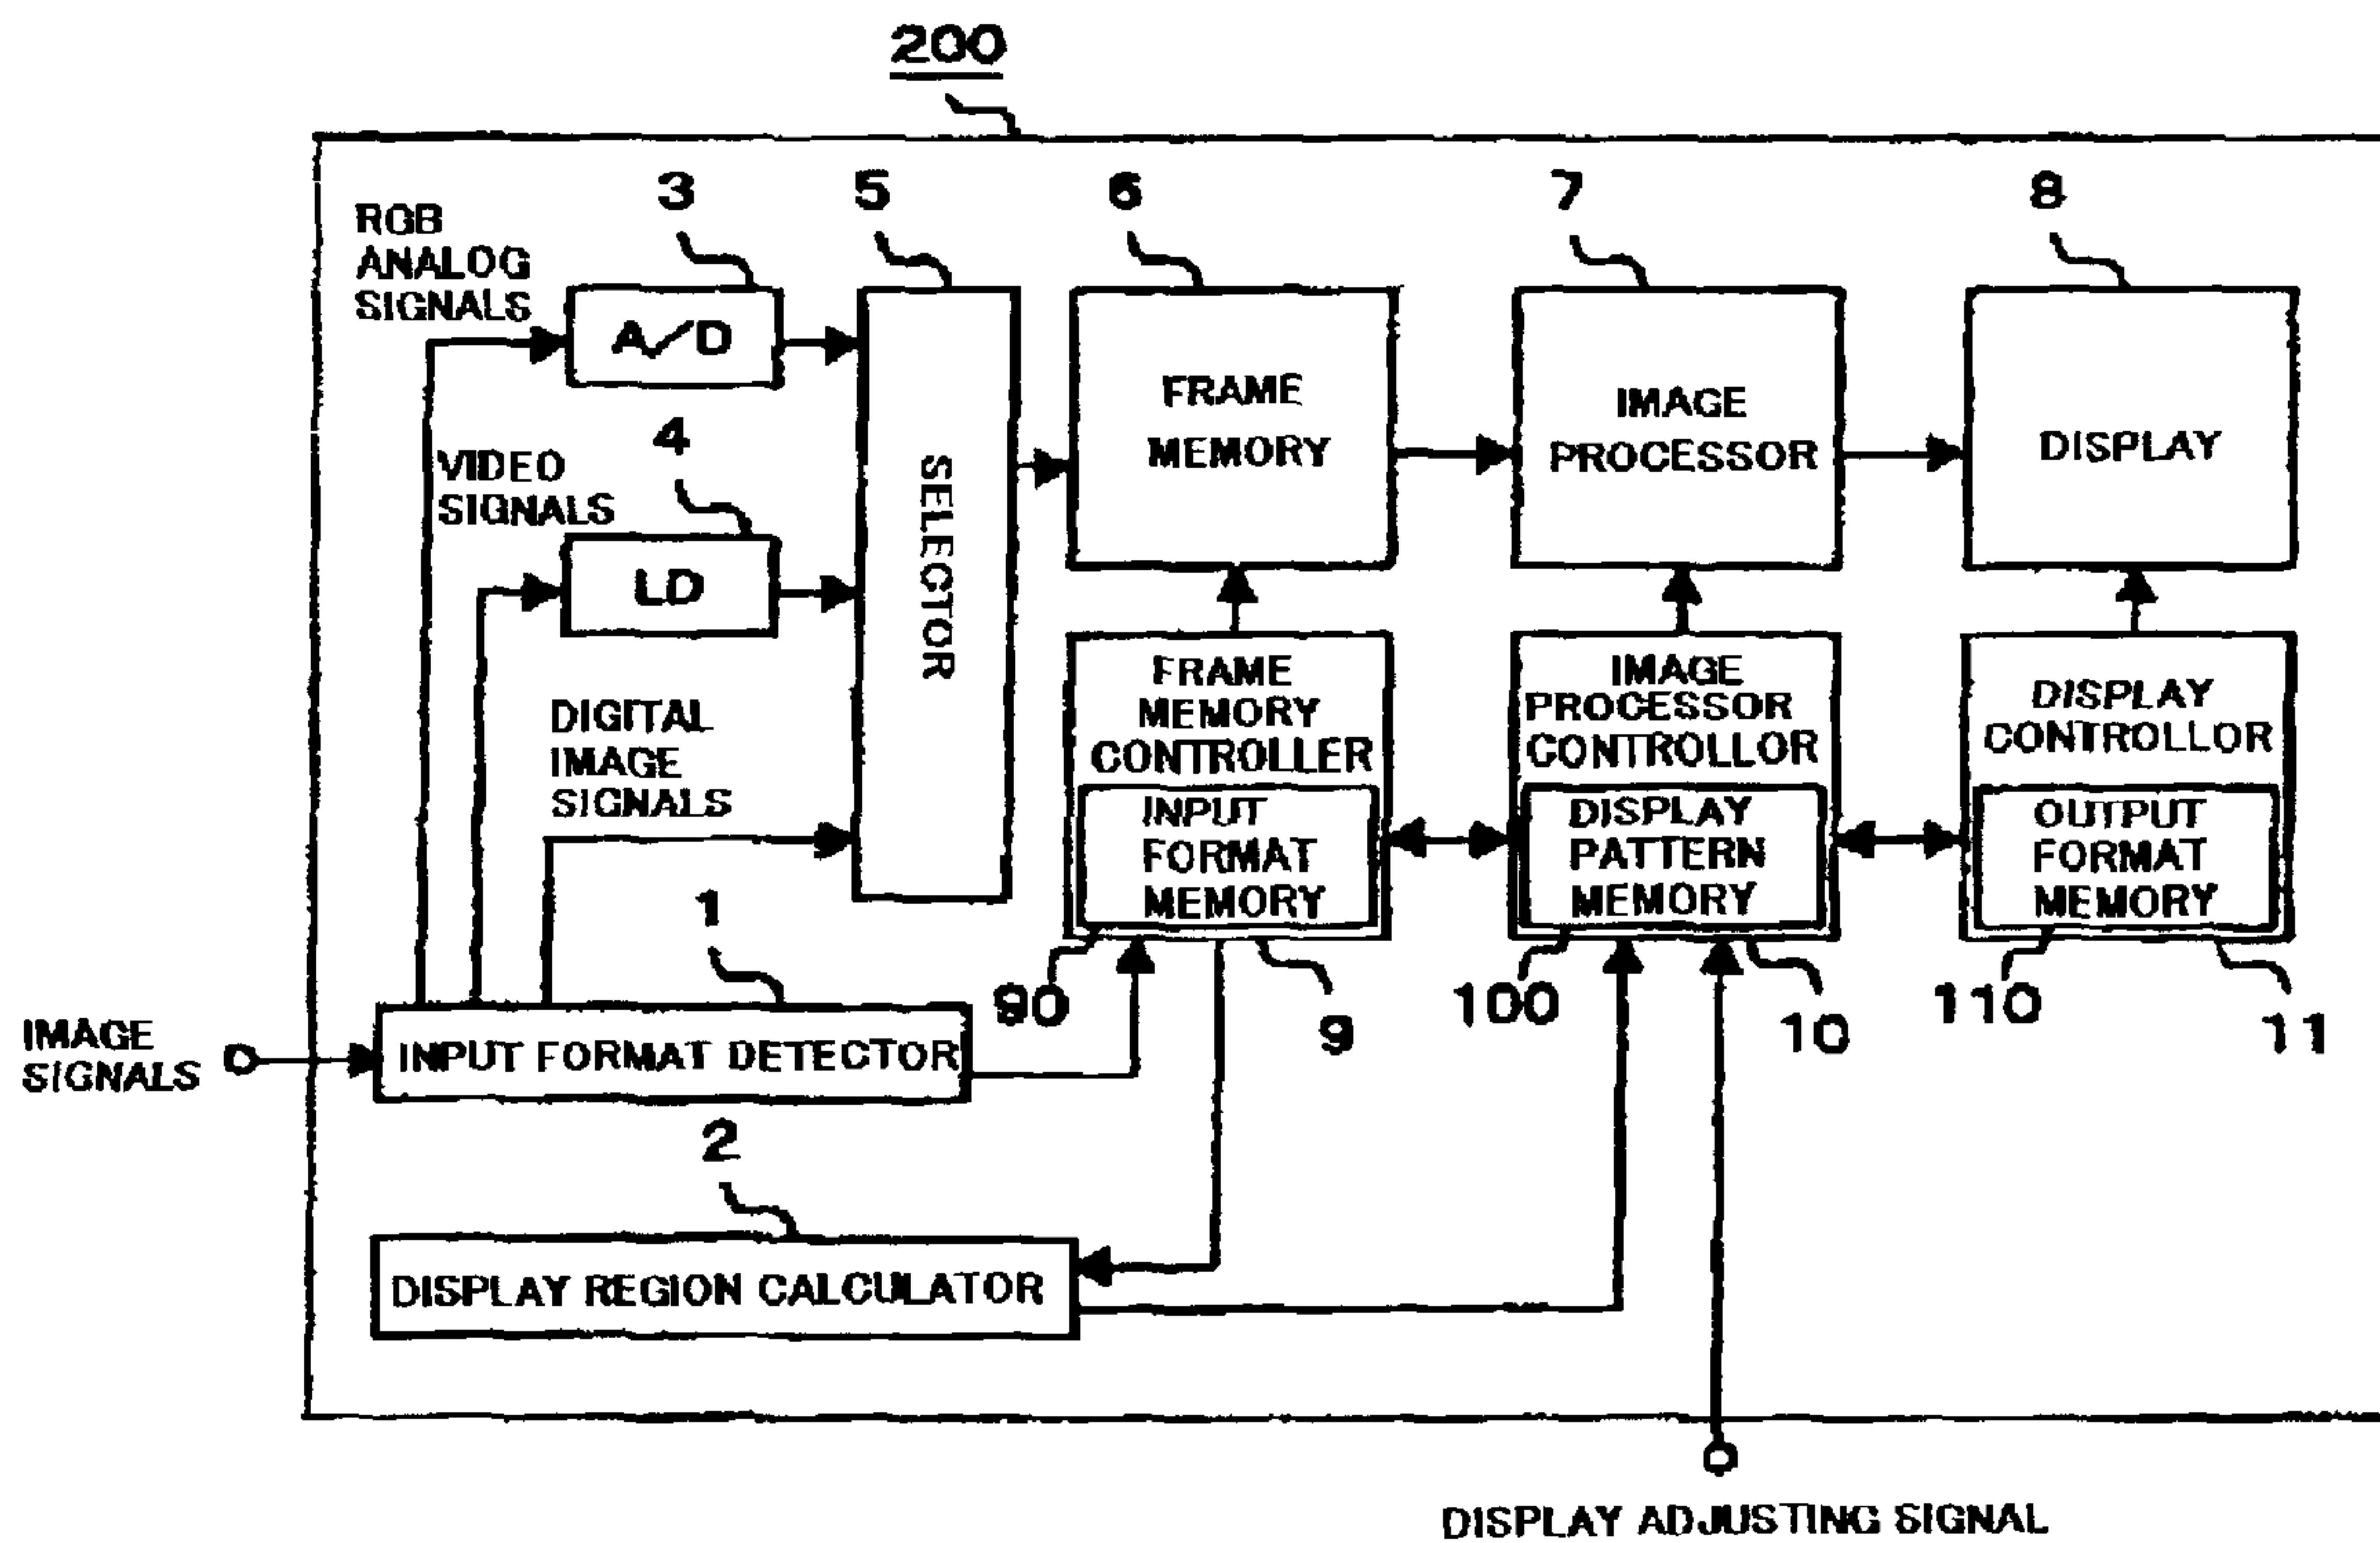 200
3
5
6
7
8
RGB
ANALOG
SIGNALS
A/D
4
VIDEO
SIGNALS
LD
SELECTOR
FRAME
MEMORY
IMAGE
PROCESSOR
DISPLAY
DIGITAL
IMAGE
SIGNALS
FRAME
MEMORY
CONTROLLER
INPUT
FORMAT
MEMORY
IMAGE
PROCESSOR
CONTROLLOR
DISPLAY
PATTERN
MEMORY
DISPLAY
CONTROLLOR
OUTPUT
FORMAT
MEMORY
1
90
9
100
10
110
11
IMAGE
SIGNALS
INPUT FORMAT DETECTOR
2
DISPLAY REGION CALCULATOR
DISPLAY ADJUSTING SIGNAL